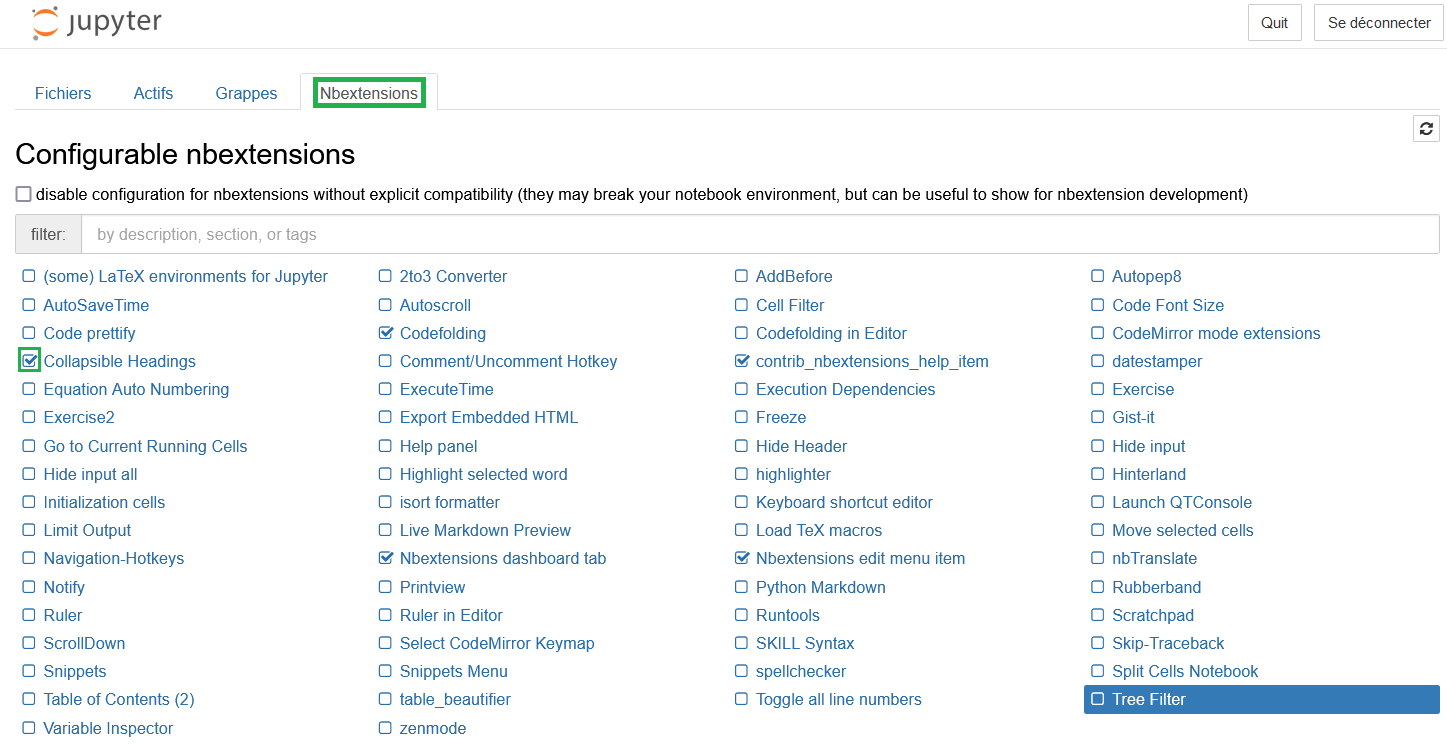 jupyter
Quit Se déconnecter
Fichiers Actifs Grappes Nbextensions
Configurable nbextensions
disable configuration for nbextensions without explicit compatibility (they may break your notebook environment, but can be useful to show for nbextension development)
filter: by description, section, or tags
(some) LaTeX environments for Jupyter 2to3 Converter AddBefore Autopep8
AutoSaveTime Autoscroll Cell Filter Code Font Size
Code prettify Codefolding Codefolding in Editor CodeMirror mode extensions
Collapsible Headings Comment/Uncomment Hotkey contrib_nbextensions_help_item datestamper
Equation Auto Numbering ExecuteTime Execution Dependencies Exercise
Exercise2 Export Embedded HTML Freeze Gist-it
Go to Current Running Cells Help panel Hide Header Hide input
Hide input all Highlight selected word highlighter Hinterland
Initialization cells isort formatter Keyboard shortcut editor Launch QTConsole
Limit Output Live Markdown Preview Load TeX macros Move selected cells
Navigation-Hotkeys Nbextensions dashboard tab Nbextensions edit menu item nbTranslate
Notify Printview Python Markdown Rubberband
Ruler Ruler in Editor Runtools Scratchpad
ScrollDown Select CodeMirror Keymap SKILL Syntax Skip-Traceback
Snippets Snippets Menu spellchecker Split Cells Notebook
Table of Contents (2) table_beautifier Toggle all line numbers Tree Filter
Variable Inspector zenmode